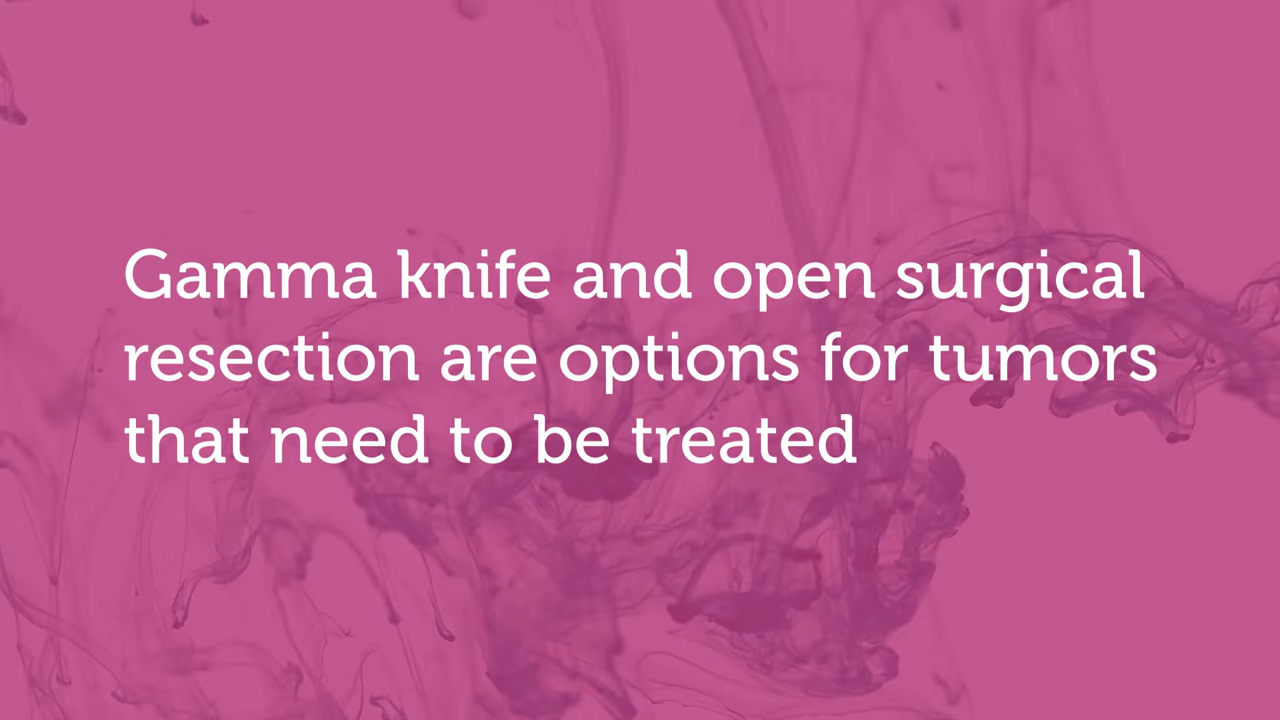 Gamma knife and open surgical
resection are options for tumors
that need to be treated